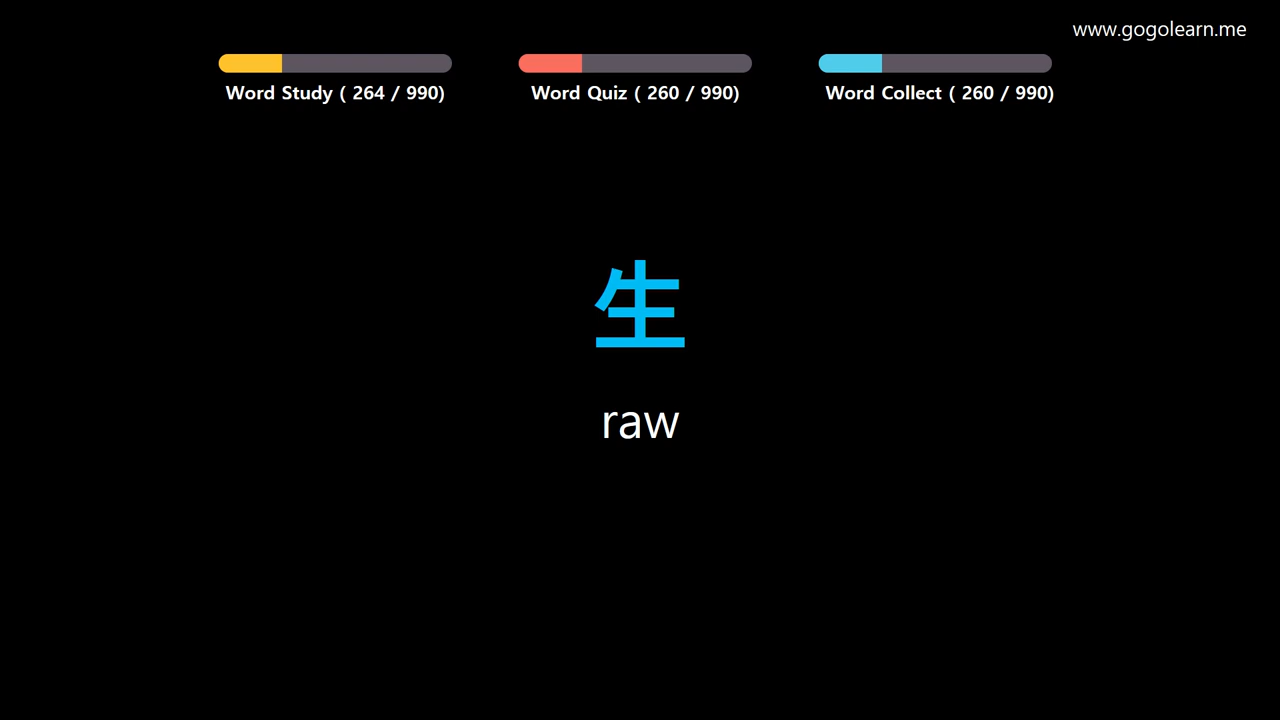 www.gogolearn.me
Word Study ( 264 / 990)
Word Quiz ( 260 / 990)
Word Collect ( 260 / 990)
生
raw